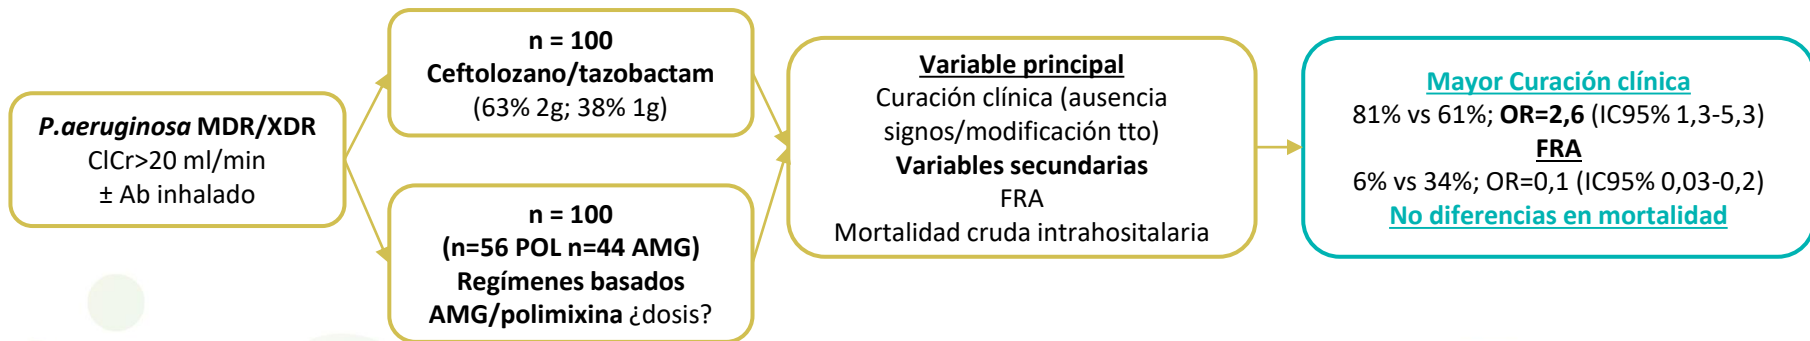 P.aeruginosa MDR/XDR
ClCr>20 ml/min
± Ab inhalado
n = 100
Ceftolozano/tazobactam
(63% 2g; 38% 1g)
n = 100
(n=56 POL n=44 AMG)
Regímenes basados
AMG/polimixina ¿dosis?
Variable principal
Curación clínica (ausencia
signos/modificación tto)
Variables secundarias
FRA
Mortalidad cruda intrahositalaria
Mayor Curación clínica
81% vs 61%; OR=2,6 (IC95% 1,3-5,3)
FRA
6% vs 34%; OR=0,1 (IC95% 0,03-0,2)
No diferencias en mortalidad